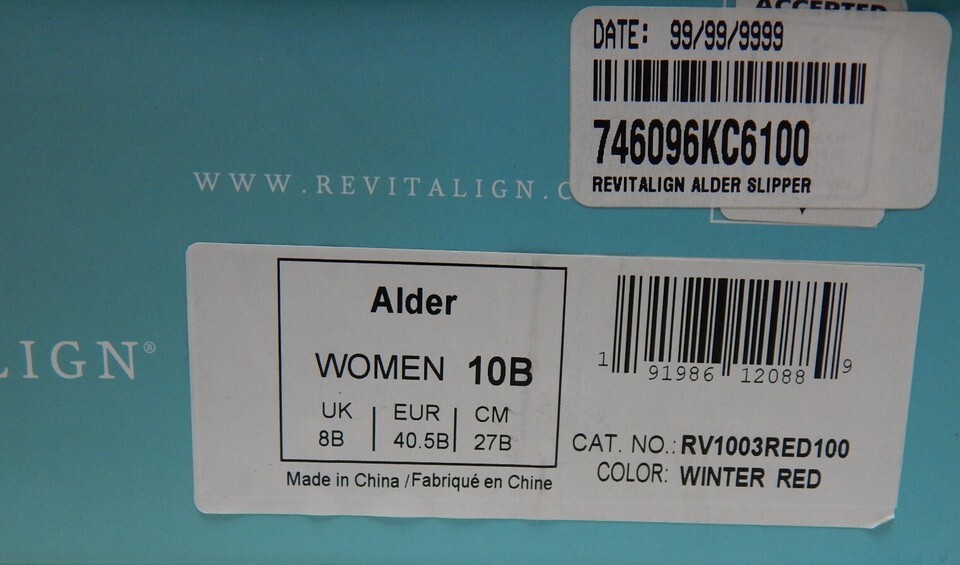 ACCEPTED
DATE: 99/99/9999
746096KC6100
REVITALIGN ALDER SLIPPER
WWW.REVITALIGN.C
LIGN®
Alder
WOMEN 10B
UK | EUR | CM
8B | 40.5B | 27B
Made in China /Fabriqué en Chine
1 91986 12088 9
CAT. NO.: RV1003RED100
COLOR: WINTER RED